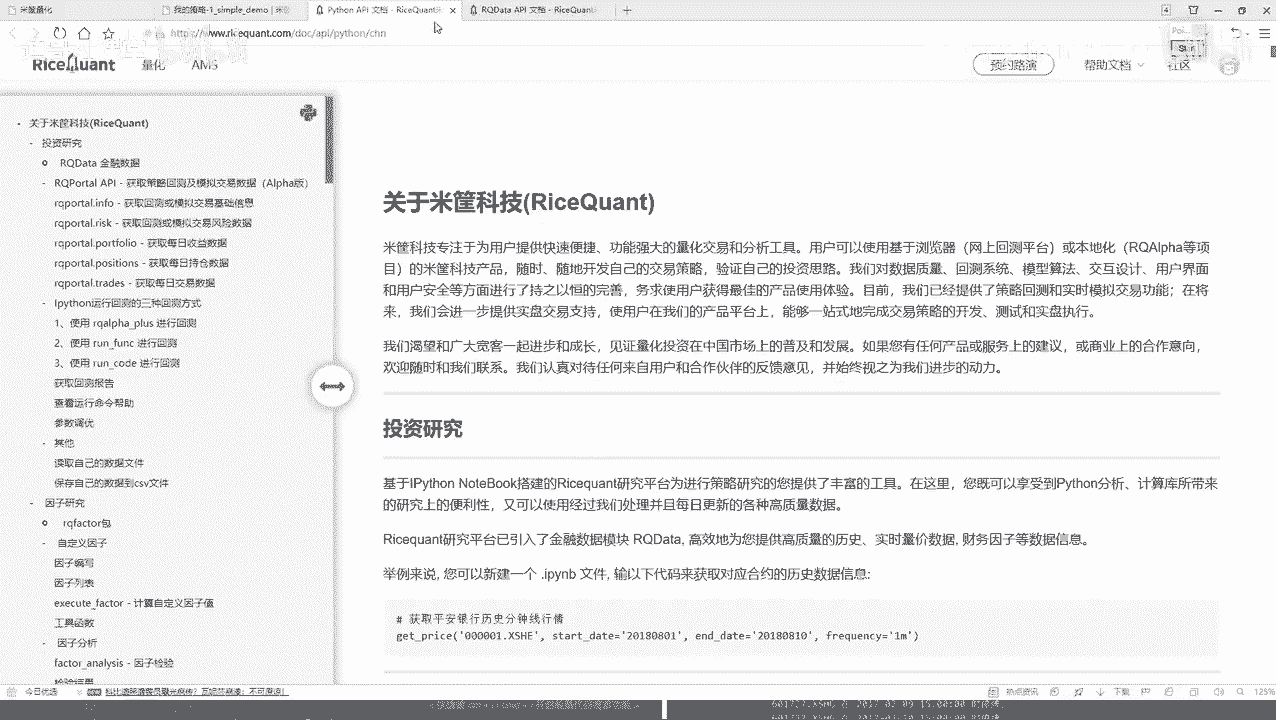 米筐量化
我的策略-1_simple_demo | 米
Python API 文档 - RiceQuant
RQData API 文档 - RiceQuant
https://www.ricequant.com/doc/api/python/chn
RiceQuant
量化
AMS
预约路演
帮助文档
社区
关于米筐科技(RiceQuant)
投资研究
RQData 金融数据
RQPortal API - 获取策略回测及模拟交易数据（Alpha版）
rqportal.info - 获取回测或模拟交易基础信息
rqportal.risk - 获取回测或模拟交易风险数据
rqportal.portfolio - 获取每日收益数据
rqportal.positions - 获取每日持仓数据
rqportal.trades - 获取每日交易数据
Ipython运行回测的三种回测方式
1、使用 rqalpha_plus 进行回测
2、使用 run_func 进行回测
3、使用 run_code 进行回测
获取回测报告
查看运行命令帮助
参数调优
其他
读取自己的数据文件
保存自己的数据到csv文件
因子研究
rqfactor包
自定义因子
因子编写
因子列表
execute_factor - 计算自定义因子值
工具函数
因子分析
factor_analysis - 因子检验
关于米筐科技(RiceQuant)
米筐科技专注于为用户提供快速便捷、功能强大的量化交易和分析工具。用户可以使用基于浏览器（网上回测平台）或本地化（RQAlpha等项
目）的米筐科技产品，随时、随地开发自己的交易策略，验证自己的投资思路。我们对数据质量、回测系统、模型算法、交互设计、用户界面
和用户安全等方面进行了持之以恒的完善，务求使用户获得最佳的产品使用体验。目前，我们已经提供了策略回测和实时模拟交易功能；在将
来，我们会进一步提供实盘交易支持，使用户在我们的产品平台上，能够一站式地完成交易策略的开发、测试和实盘执行。
我们渴望和广大宽客一起进步和成长，见证量化投资在中国市场上的普及和发展。如果您有任何产品或服务上的建议，或商业上的合作意向，
欢迎随时和我们联系。我们认真对待任何来自用户和合作伙伴的反馈意见，并始终视之为我们进步的动力。
投资研究
基于IPython NoteBook搭建的Ricequant研究平台为进行策略研究的您提供了丰富的工具。在这里，您既可以享受到Python分析、计算库所带来
的研究上的便利性，又可以使用经过我们处理并且每日更新的各种高质量数据。
Ricequant研究平台已引入了金融数据模块 RQData, 高效地为您提供高质量的历史、实时量价数据, 财务因子等数据信息。
举例来说, 您可以新建一个 .ipynb 文件, 输以下代码来获取对应合约的历史数据信息:
# 获取平安银行历史分钟线行情
get_price('000001.XSHE', start_date='20180801', end_date='20180810', frequency='1m')
今日优选
热点资讯
下载
125%